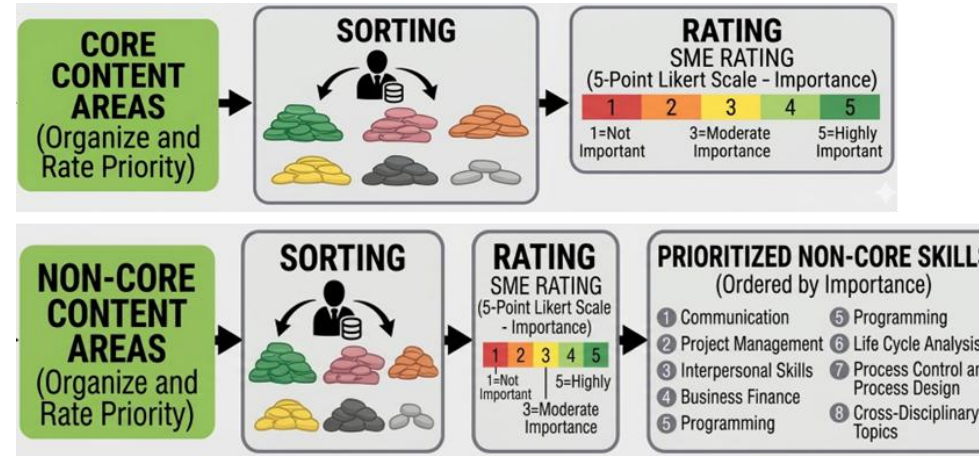 CORE
CONTENT
AREAS
(Organize and
Rate Priority)
SORTING
RATING
SME RATING
(5-Point Likert Scale - Importance)
1 2 3 4 5
1=Not
Important
3=Moderate
Importance
5=Highly
Important
NON-CORE
CONTENT
AREAS
(Organize and
Rate Priority)
SORTING
RATING
SME RATING
(5-Point Likert Scale
- Importance)
1 2 3 4 5
1=Not
Important
5=Highly
3=Moderate
Importance
PRIORITIZED NON-CORE SKILLS
(Ordered by Importance)
1 Communication
2 Project Management
3 Interpersonal Skills
4 Business Finance
5 Programming
5 Programming
6 Life Cycle Analysis
7 Process Control an
Process Design
8 Cross-Disciplinary
Topics